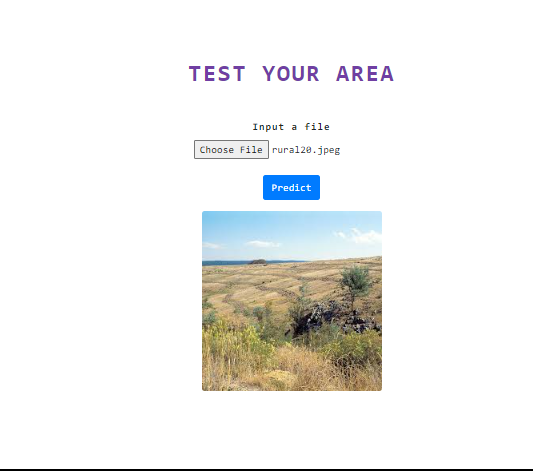 TEST YOUR AREA
Input a file
Choose File rural20.jpeg
Predict